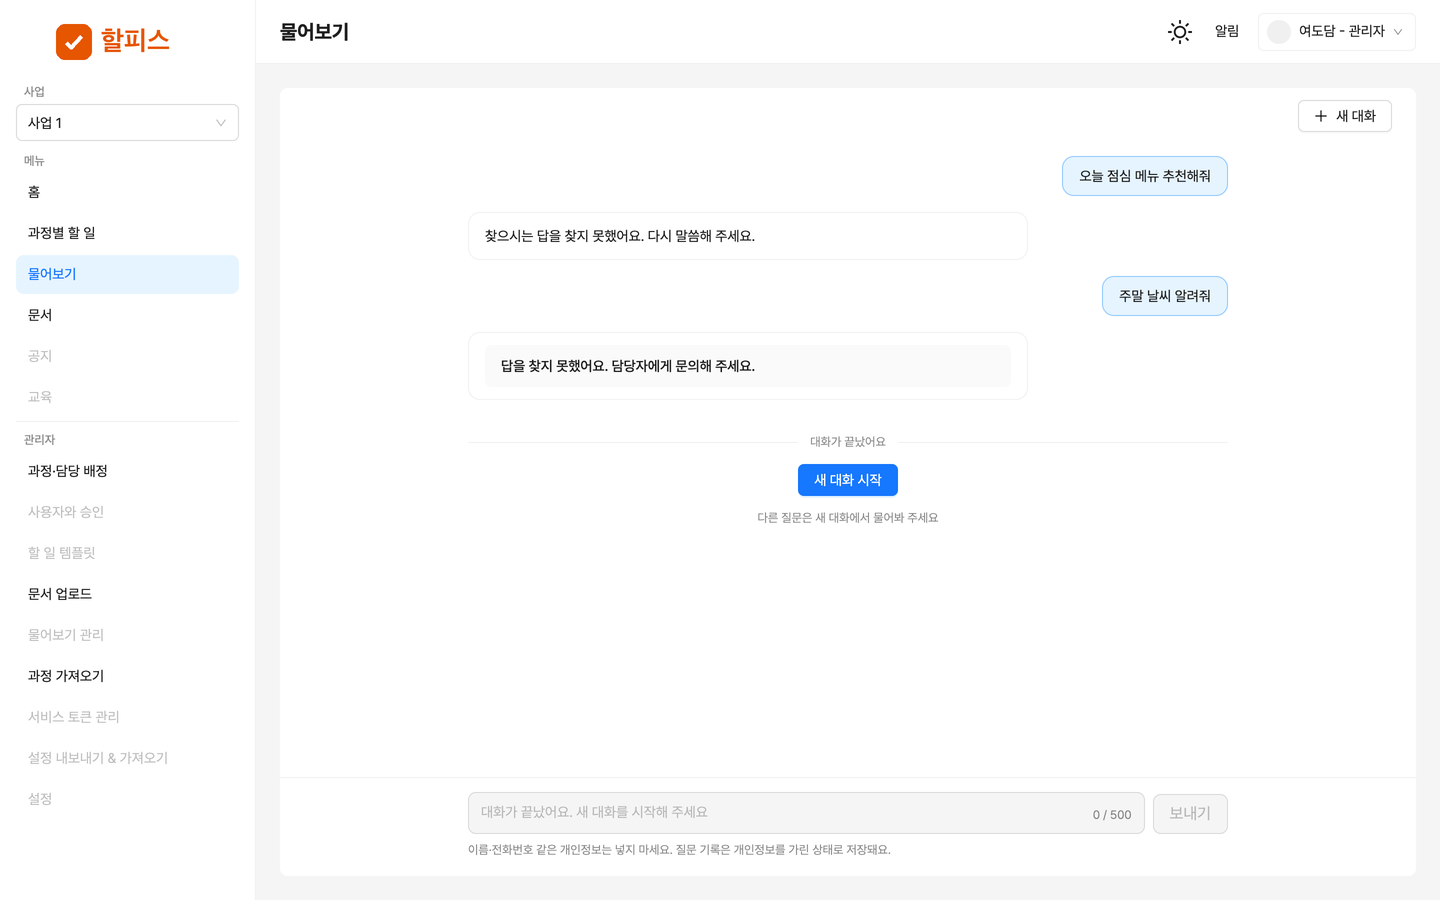 할피스
사업
사업 1
메뉴
홈
과정별 할 일
물어보기
문서
공지
교육
관리자
과정·담당 배정
사용자와 승인
할 일 템플릿
문서 업로드
물어보기 관리
과정 가져오기
서비스 토큰 관리
설정 내보내기 & 가져오기
설정
물어보기
알림
여도담 - 관리자
새 대화
오늘 점심 메뉴 추천해줘
찾으시는 답을 찾지 못했어요. 다시 말씀해 주세요.
주말 날씨 알려줘
답을 찾지 못했어요. 담당자에게 문의해 주세요.
대화가 끝났어요
새 대화 시작
다른 질문은 새 대화에서 물어봐 주세요
대화가 끝났어요. 새 대화를 시작해 주세요
0 / 500
보내기
이름·전화번호 같은 개인정보는 넣지 마세요. 질문 기록은 개인정보를 가린 상태로 저장돼요.